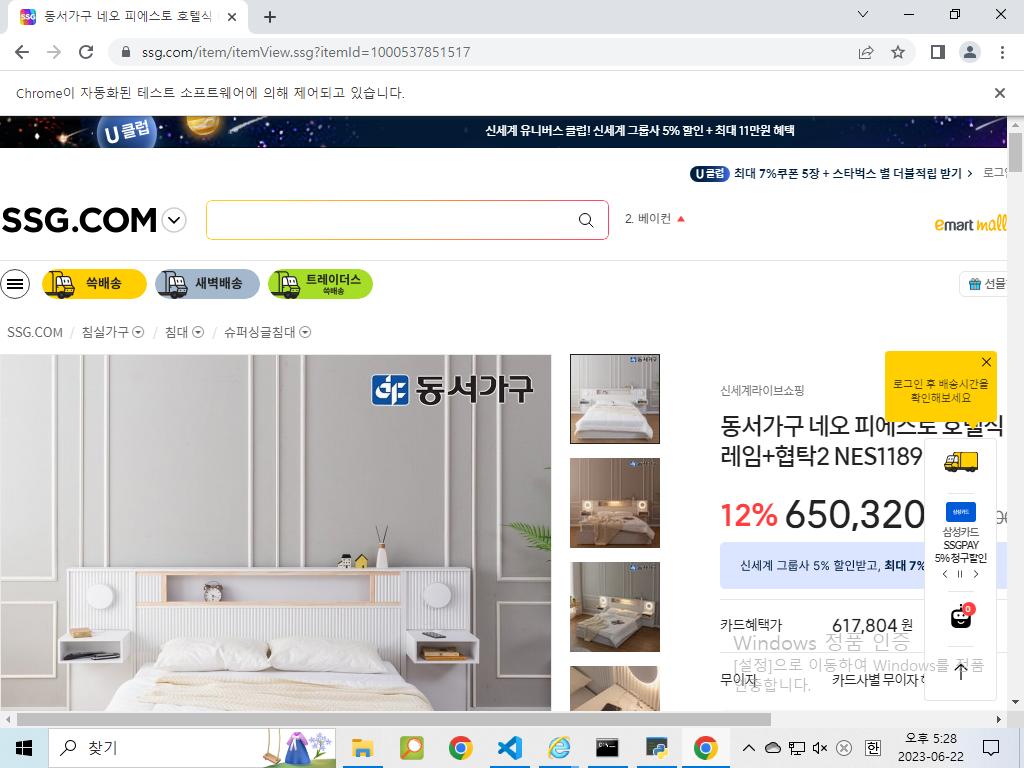 동서가구 네오 피에스토 호텔식
ssg.com/item/itemView.ssg?itemId=1000537851517
Chrome이 자동화된 테스트 소프트웨어에 의해 제어되고 있습니다.
U 클럽
신세계 유니버스 클럽! 신세계 그룹사 5% 할인 + 최대 11만원 혜택
U 클럽 최대 7%쿠폰 5장 + 스타벅스 별 더블적립 받기 >
로그인
SSG.COM
2. 베이컨
emart mall
쓱배송
새벽배송
트레이더스
쓱배송
선물
SSG.COM / 침실가구 / 침대 / 슈퍼싱글침대
동서가구
신세계라이브쇼핑
로그인 후 배송시간을
확인해보세요
동서가구 네오 피에스토 호텔식
레임+협탁2 NES1189
12% 650,320
신세계 그룹사 5% 할인받고, 최대 7%
삼성카드
삼성카드
SSGPAY
5% 청구할인
0
카드혜택가
617,804 원
무이자
카드사별 무이자
Windows 정품 인증
[설정]으로 이동하여 Windows를 정품
인증합니다.
찾기
한
오후 5:28
2023-06-22